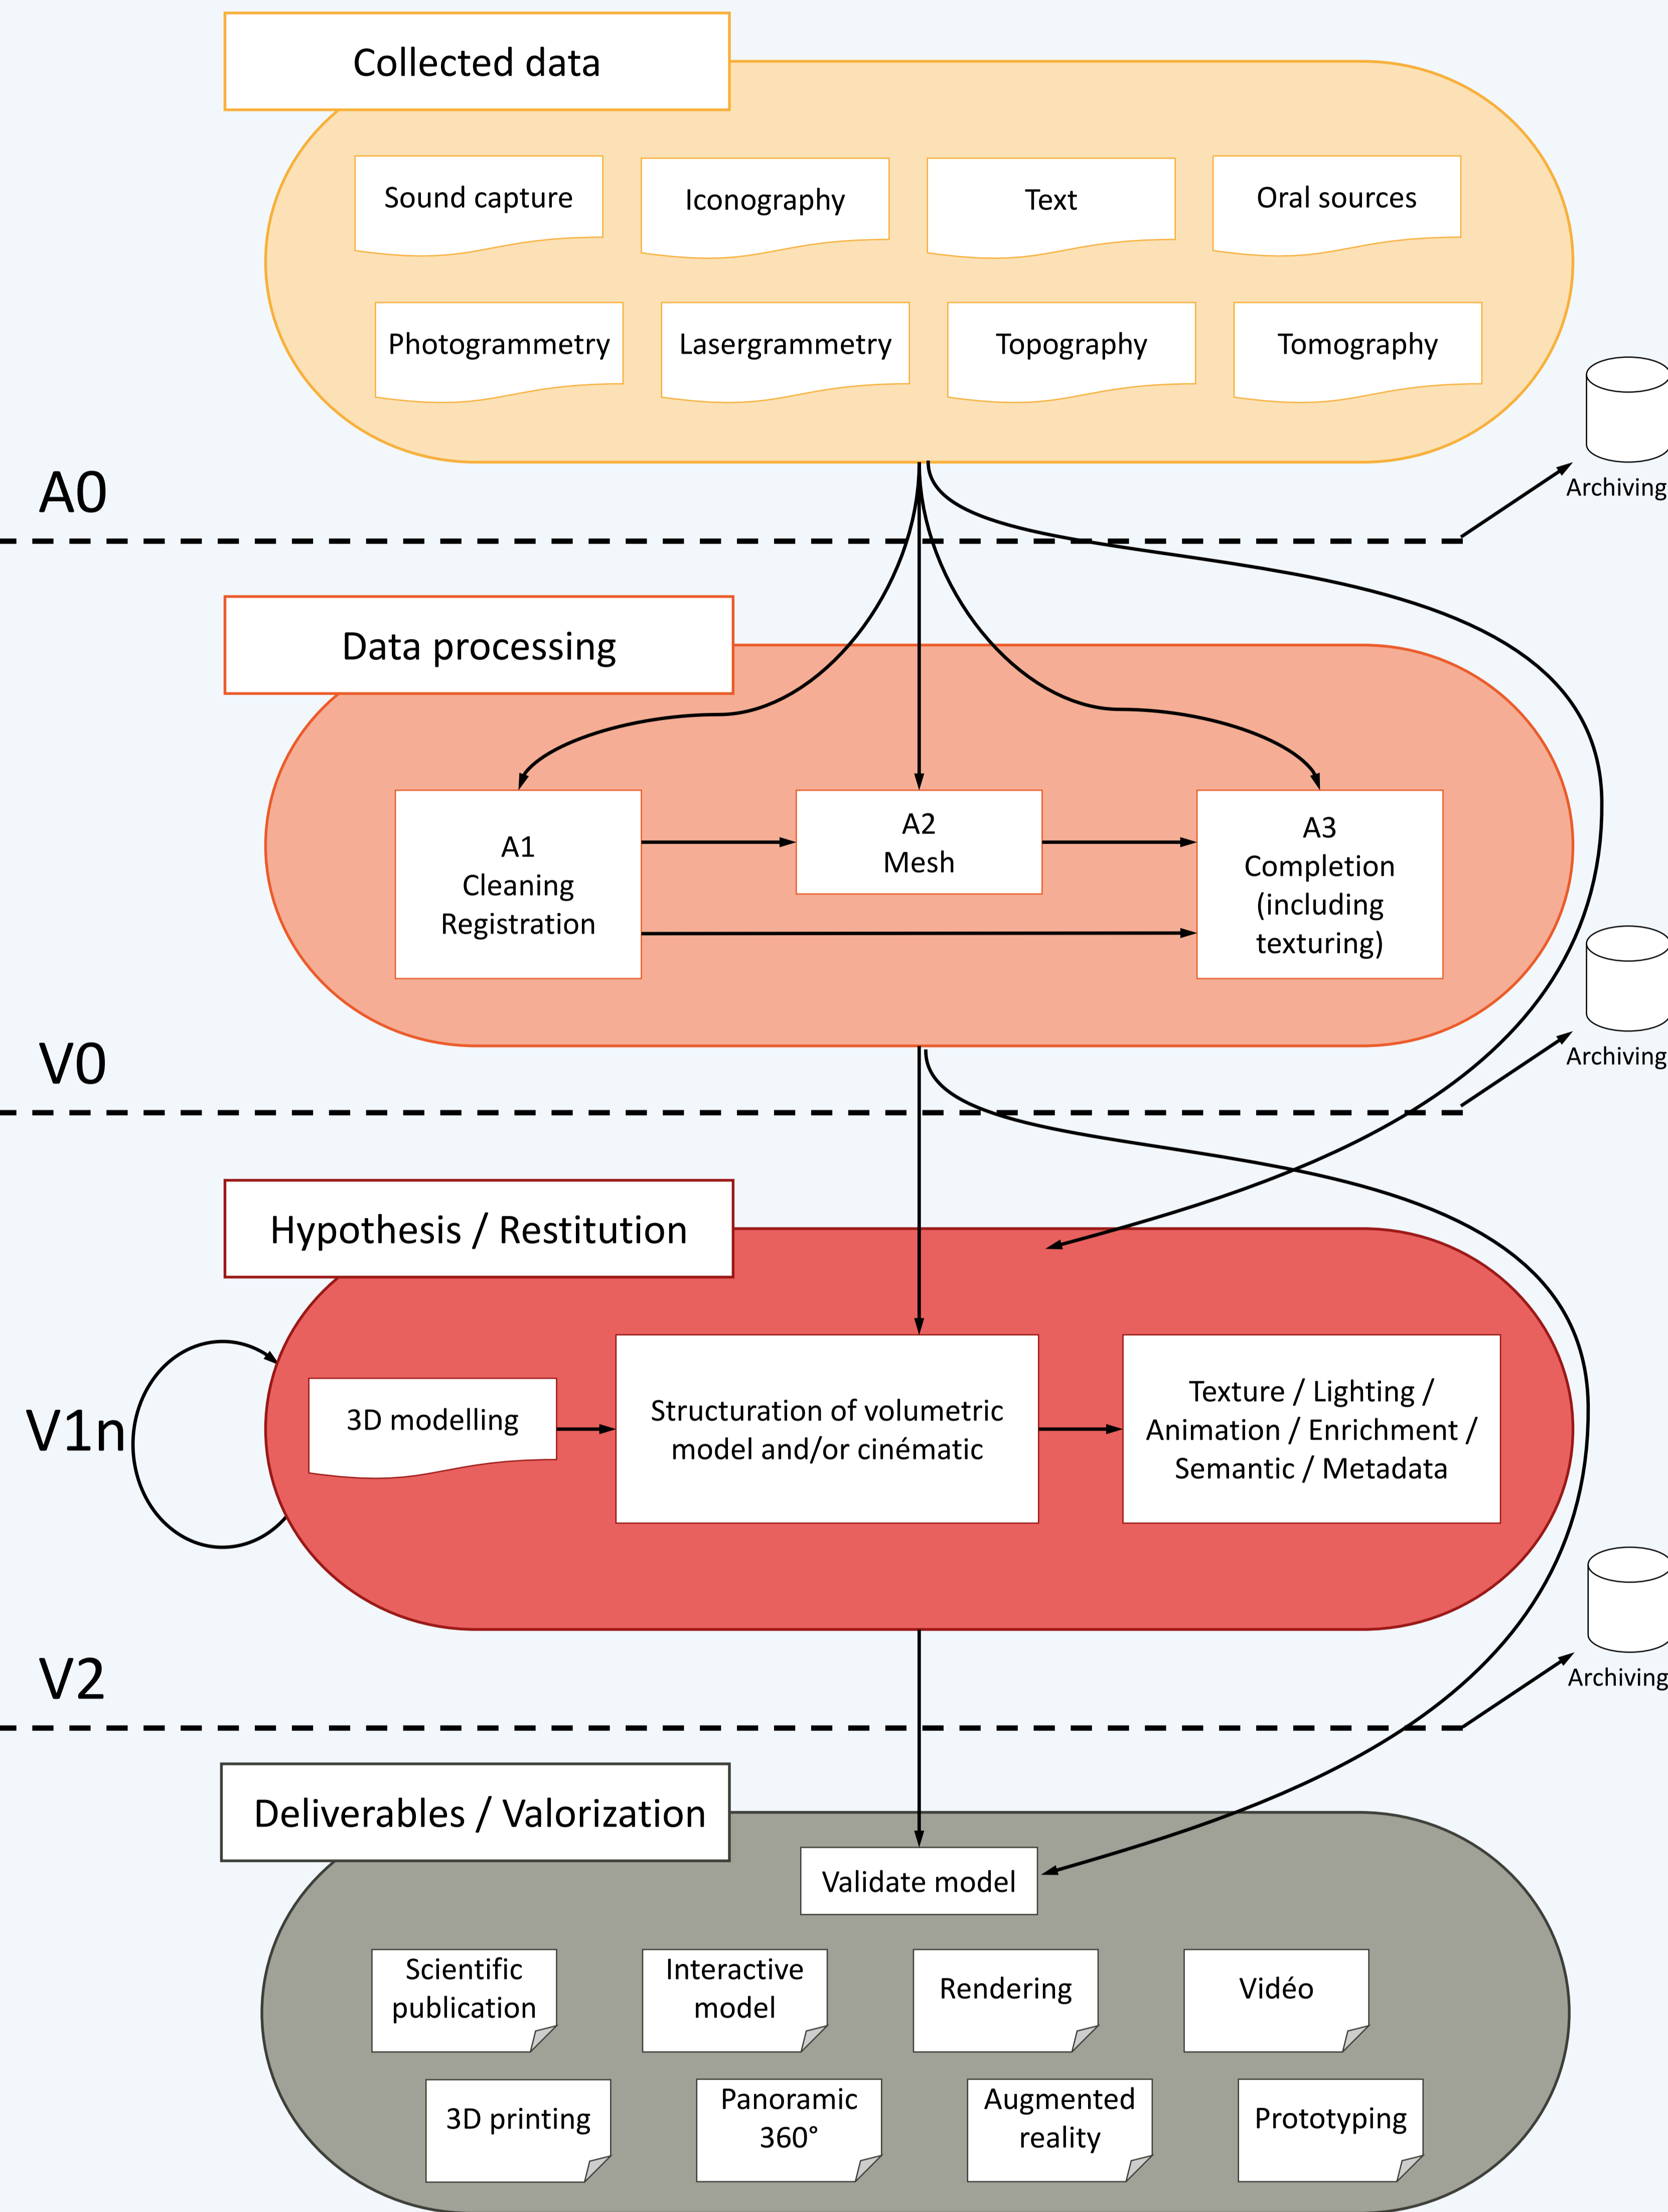 Collected data
Sound capture
Iconography
Text
Oral sources
Photogrammetry
Lasergrammetry
Topography
Tomography
A0
Archiving
Data processing
A1
Cleaning
Registration
A2
Mesh
A3
Completion
(including
texturing)
V0
Archiving
Hypothesis / Restitution
V1n
3D modelling
Structuration of volumetric
model and/or cinématic
Texture / Lighting /
Animation / Enrichment /
Semantic / Metadata
V2
Archiving
Deliverables / Valorization
Validate model
Scientific
publication
Interactive
model
Rendering
Vidéo
3D printing
Panoramic
360°
Augmented
reality
Prototyping